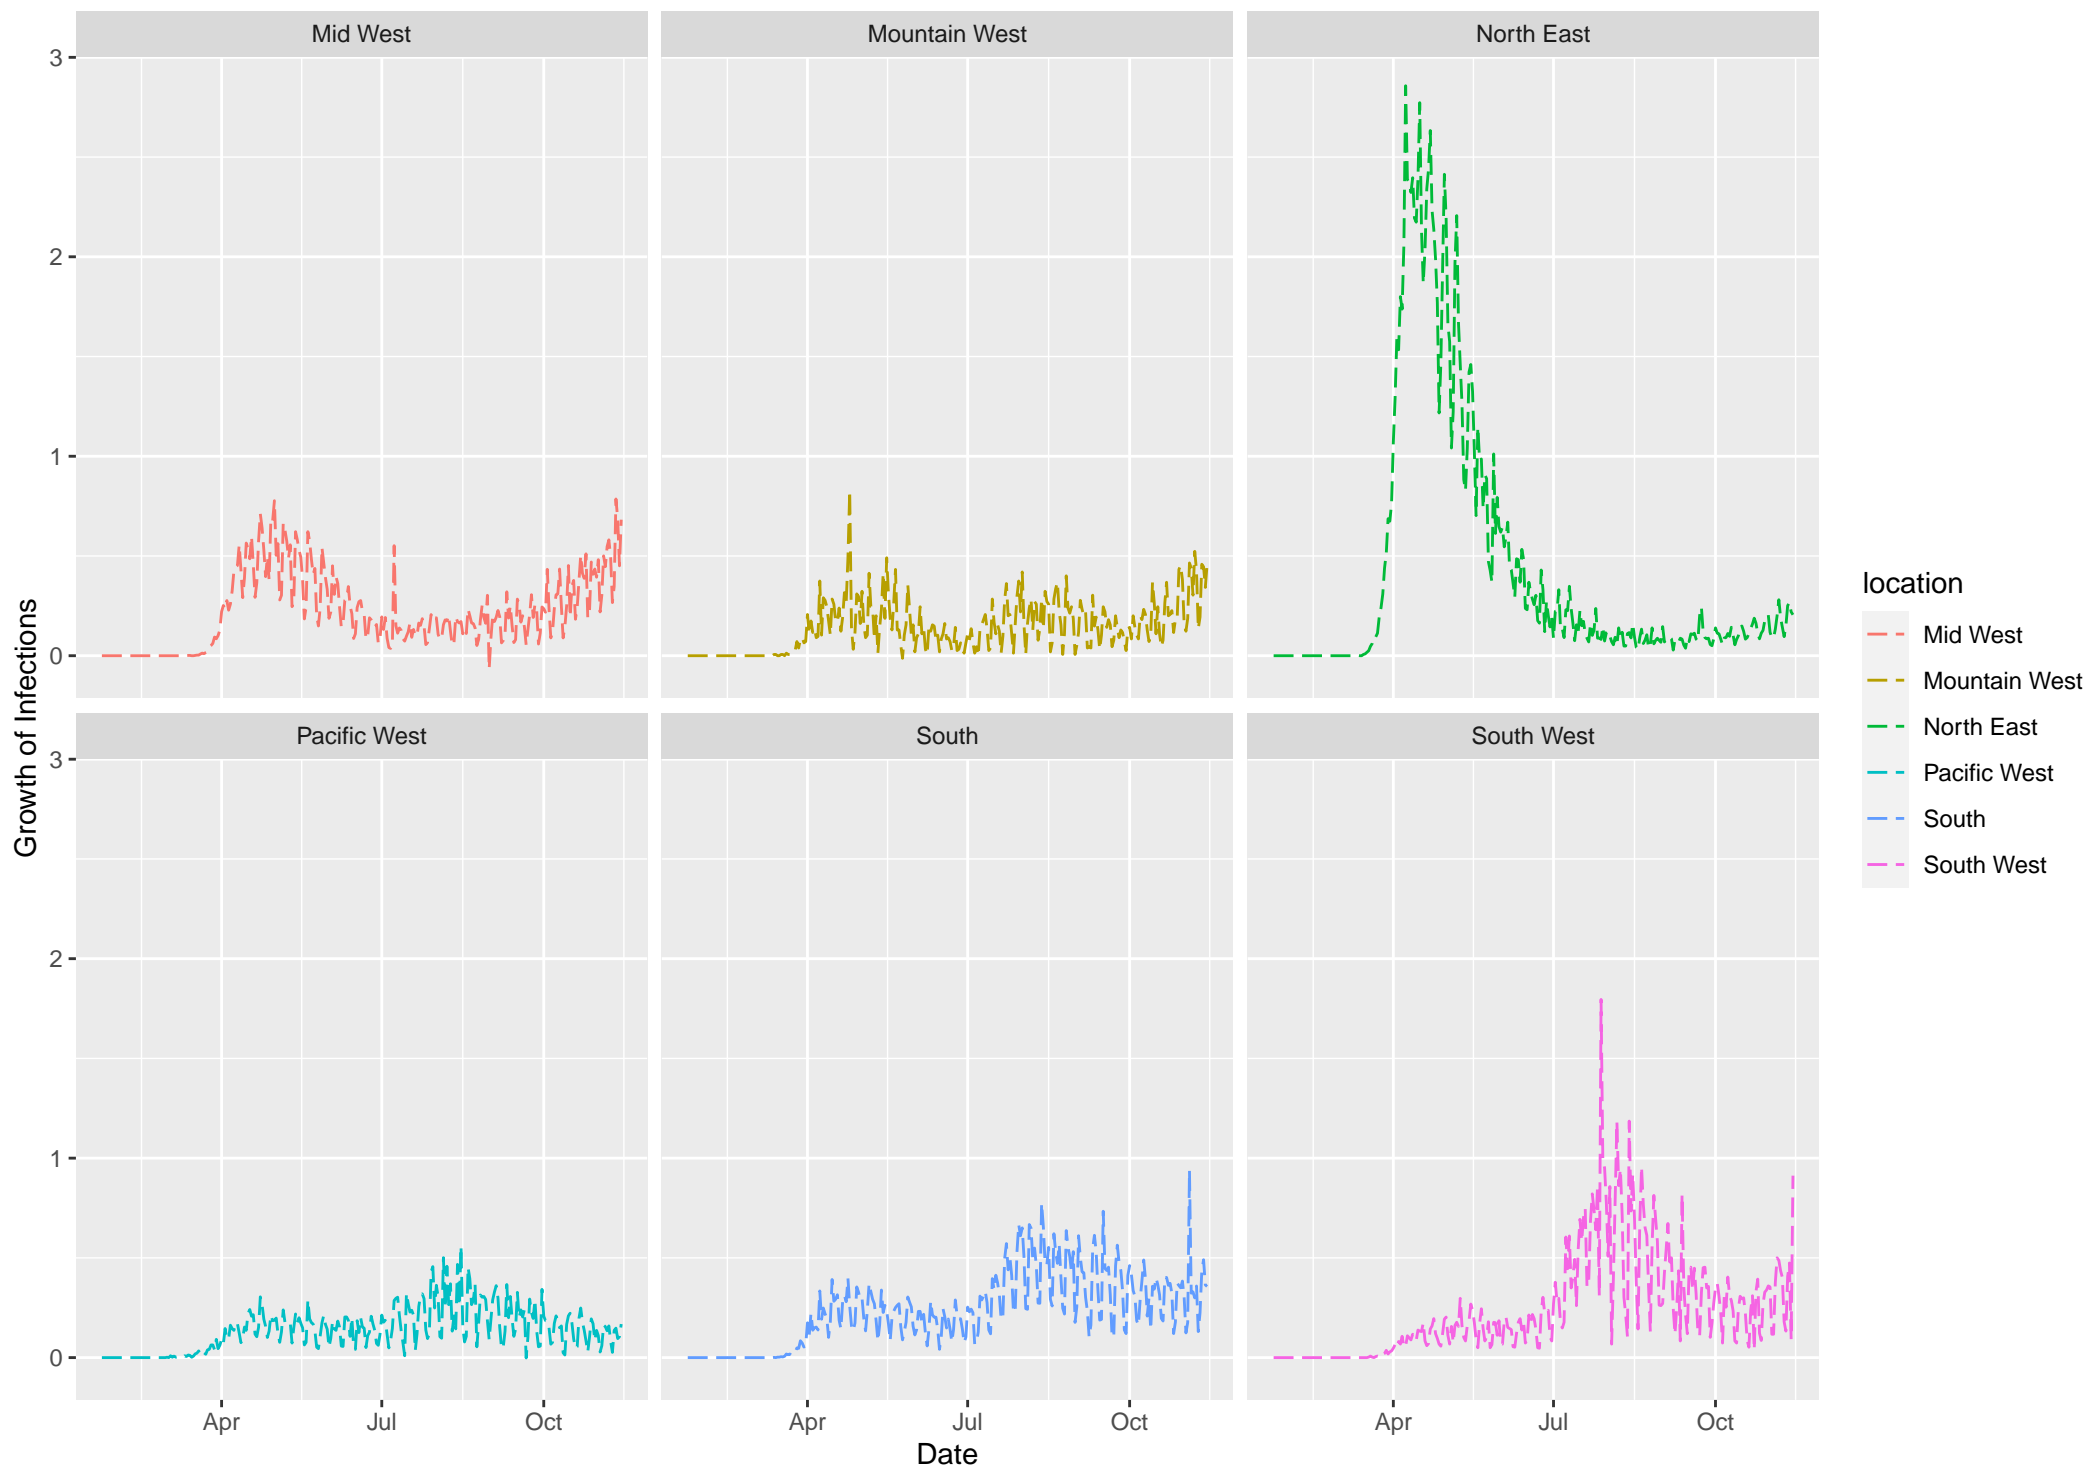 Mid West
Mountain West
North East
3
2
1
0
Pacific West
South
South West
3
2
1
0
Apr
Jul
Oct
Apr
Jul
Oct
Apr
Jul
Oct
Date
Growth of Infections
location
Mid West
Mountain West
North East
Pacific West
South
South West